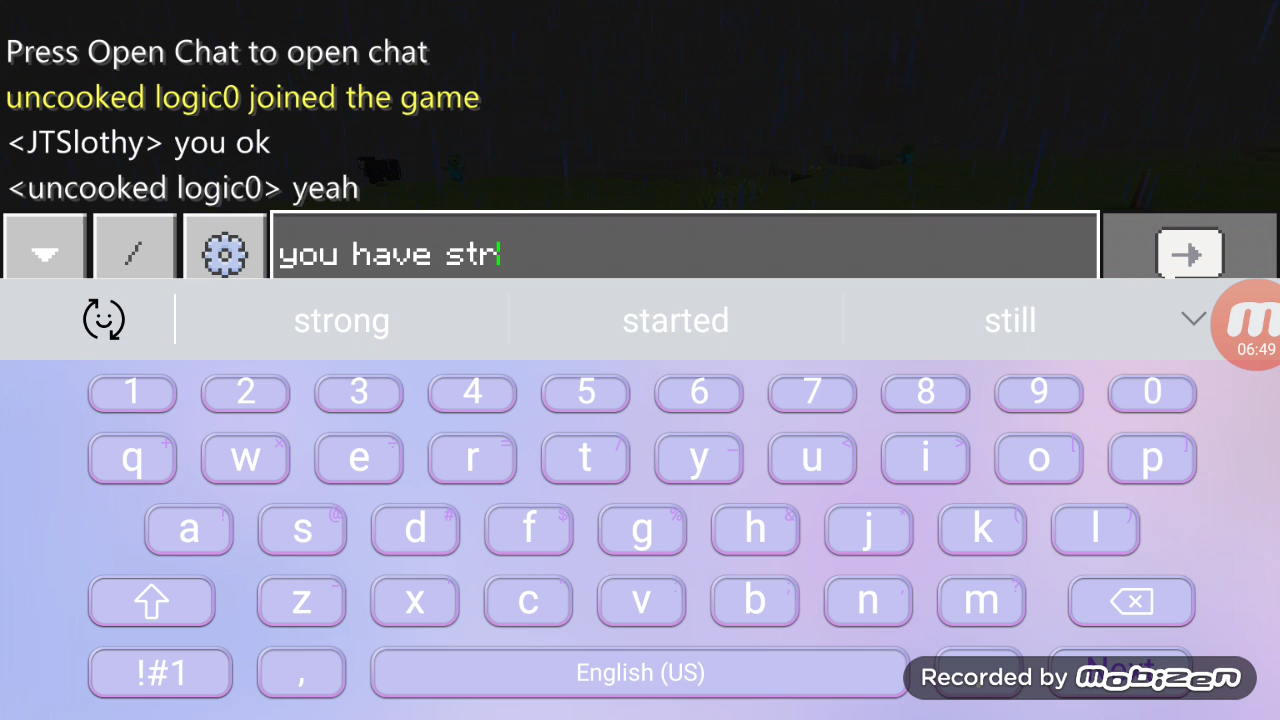 Press Open Chat to open chat
uncooked logic0 joined the game
<JTSlothy> you ok
<uncooked logic0> yeah
/ you have str
strong started still
06:49
1 2 3 4 5 6 7 8 9 0
q w e r t y u i o p
a s d f g h j k l
z x c v b n m
!#1 , English (US) Next
Recorded by mobizen